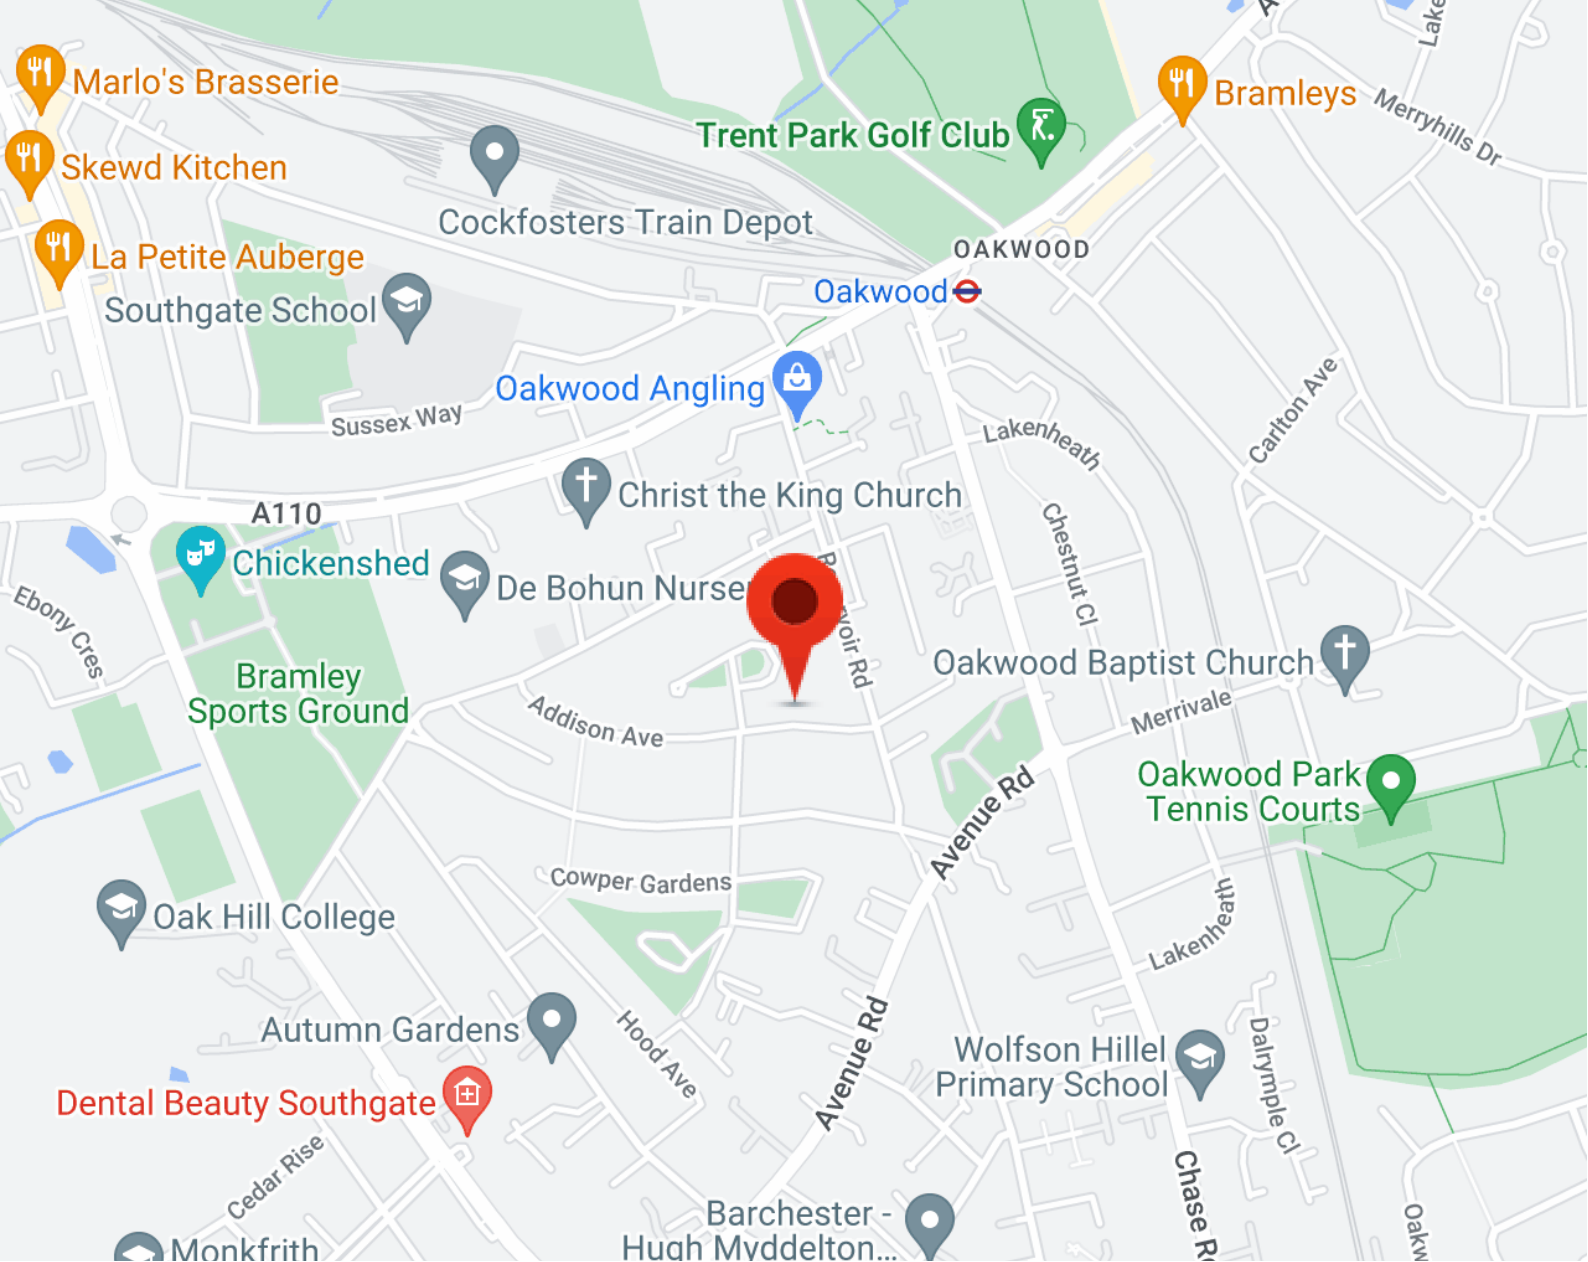 Lake
Marlo's Brasserie
Bramleys
Merryhills Dr
Trent Park Golf Club
Skewd Kitchen
Cockfosters Train Depot
OAKWOOD
La Petite Auberge
Oakwood
Southgate School
Oakwood Angling
Carlton Ave
Sussex Way
Lakenheath
Christ the King Church
A110
Chestnut Cl
Chickenshed
De Bohun Nurse
rvoir Rd
Ebony Cres
Oakwood Baptist Church
Bramley
Sports Ground
Merrivale
Addison Ave
Oakwood Park
Tennis Courts
Avenue Rd
Cowper Gardens
Oak Hill College
Lakenheath
Autumn Gardens
Hood Ave
Avenue Rd
Wolfson Hillel
Primary School
Dalrymple Cl
Dental Beauty Southgate
Cedar Rise
Chase R
Barchester -
Hugh Myddelton...
Oakw
Monkfrith